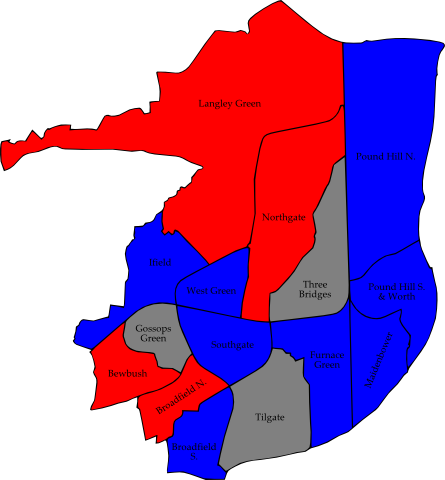 Langley Green
Pound Hill N.
Northgate
Ifield
Three
Bridges
West Green
Pound Hill S.
& Worth
Gossops
Green
Southgate
Furnace
Green
Maidenbower
Bewbush
Broadfield N.
Tilgate
Broadfield
S.